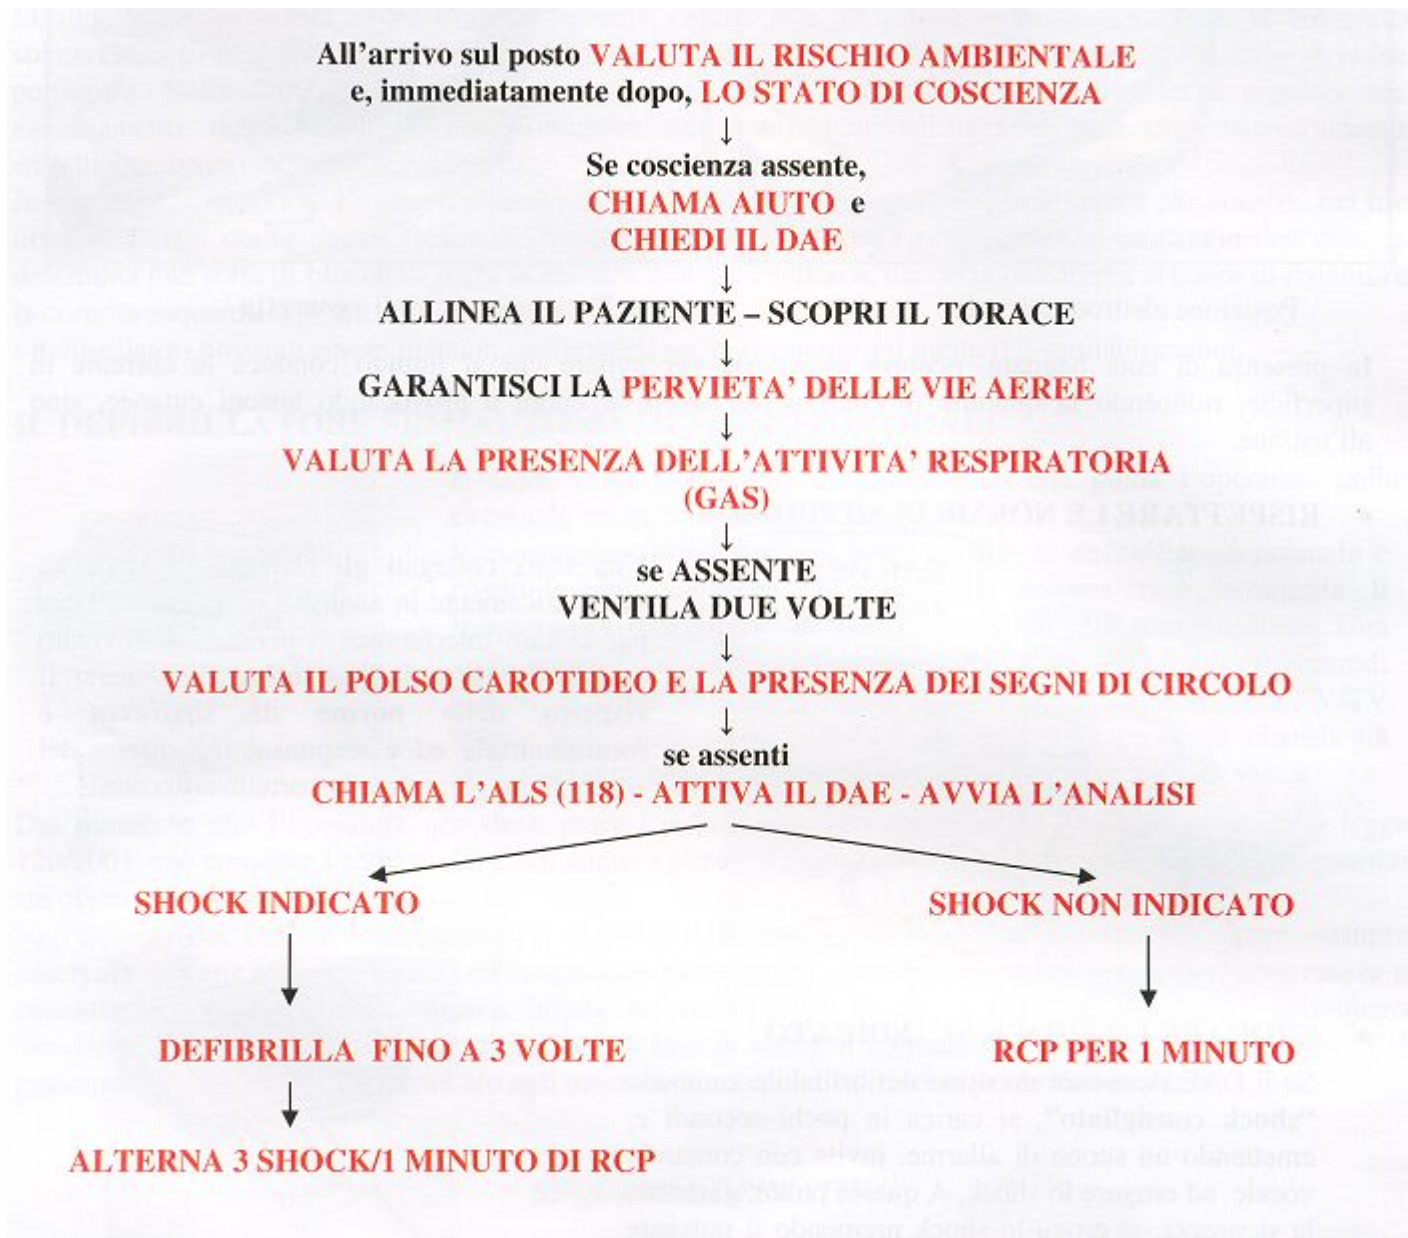 All’arrivo sul posto VALUTA IL RISCHIO AMBIENTALE
e, immediatamente dopo, LO STATO DI COSCIENZA
Se coscienza assente,
CHIAMA AIUTO e
CHIEDI IL DAE
ALLINEA IL PAZIENTE – SCOPRI IL TORACE
GARANTISCI LA PERVIETA’ DELLE VIE AEREE
VALUTA LA PRESENZA DELL’ATTIVITA’ RESPIRATORIA
(GAS)
se ASSENTE
VENTILA DUE VOLTE
VALUTA IL POLSO CAROTIDEO E LA PRESENZA DEI SEGNI DI CIRCOLO
se assenti
CHIAMA L’ALS (118) - ATTIVA IL DAE - AVVIA L’ANALISI
SHOCK INDICATO
SHOCK NON INDICATO
DEFIBRILLA FINO A 3 VOLTE
RCP PER 1 MINUTO
ALTERNA 3 SHOCK/1 MINUTO DI RCP